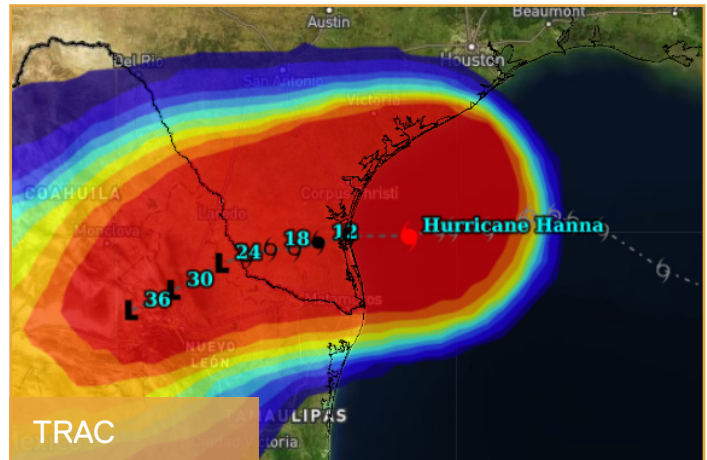 Austin
Beaumont
Del Rio
Houston
San Antonio
Victoria
COAHUILA
Corpus Christi
Laredo
Monclova
Hurricane Hanna
12
18
24
30
36
Matamoros
NUEVO
LEÓN
TAMAULIPAS
TRAC